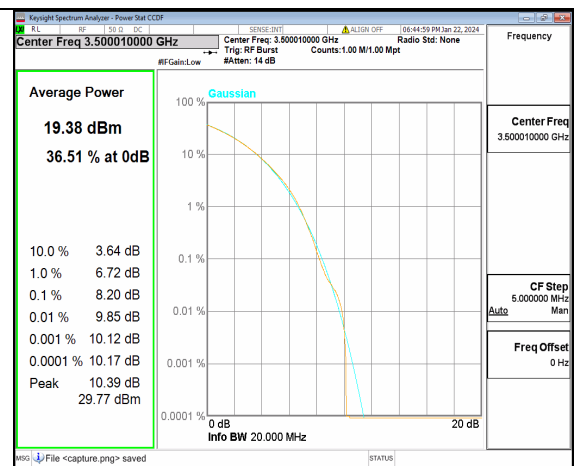 Keysight Spectrum Analyzer - Power Stat CCDF
RL RF 50 Ω DC SENSE:INT ALIGN OFF 06:44:59 PM Jan 22, 2024
Center Freq 3.500010000 GHz
Center Freq: 3.500010000 GHz Radio Std: None
Trig: RF Burst Counts:1.00 M/1.00 Mpt
#IFGain:Low #Atten: 14 dB
Frequency
Average Power
19.38 dBm
36.51 % at 0dB
10.0 % 3.64 dB
1.0 % 6.72 dB
0.1 % 8.20 dB
0.01 % 9.85 dB
0.001 % 10.12 dB
0.0001 % 10.17 dB
Peak 10.39 dB
29.77 dBm
Gaussian
100 %
10 %
1 %
0.1 %
0.01 %
0.001 %
0.0001 %
0 dB 20 dB
Info BW 20.000 MHz
Center Freq
3.500010000 GHz
CF Step
5.000000 MHz
Auto Man
Freq Offset
0 Hz
MSG File <capture.png> saved STATUS